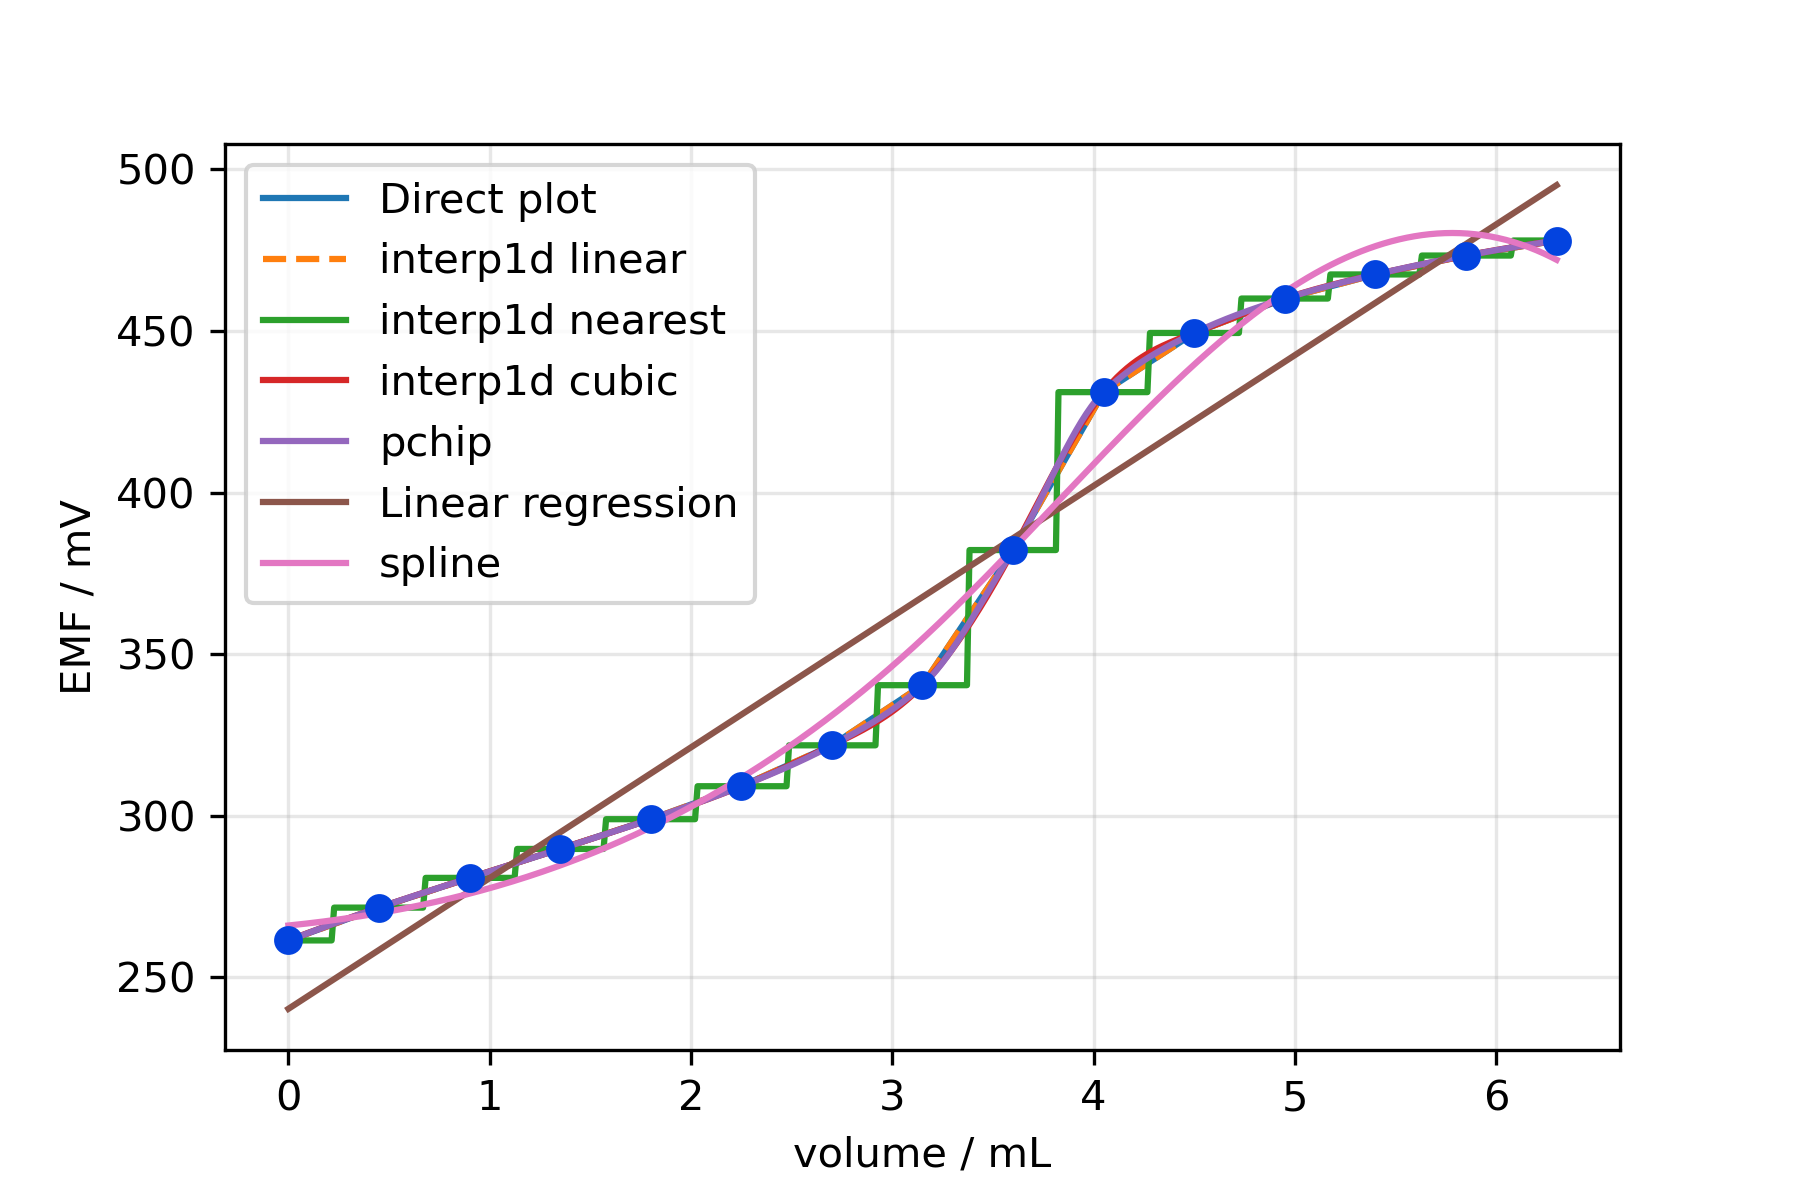 500
450
400
350
300
250
EMF / mV
Direct plot
interp1d linear
interp1d nearest
interp1d cubic
pchip
Linear regression
spline
0 1 2 3 4 5 6
volume / mL